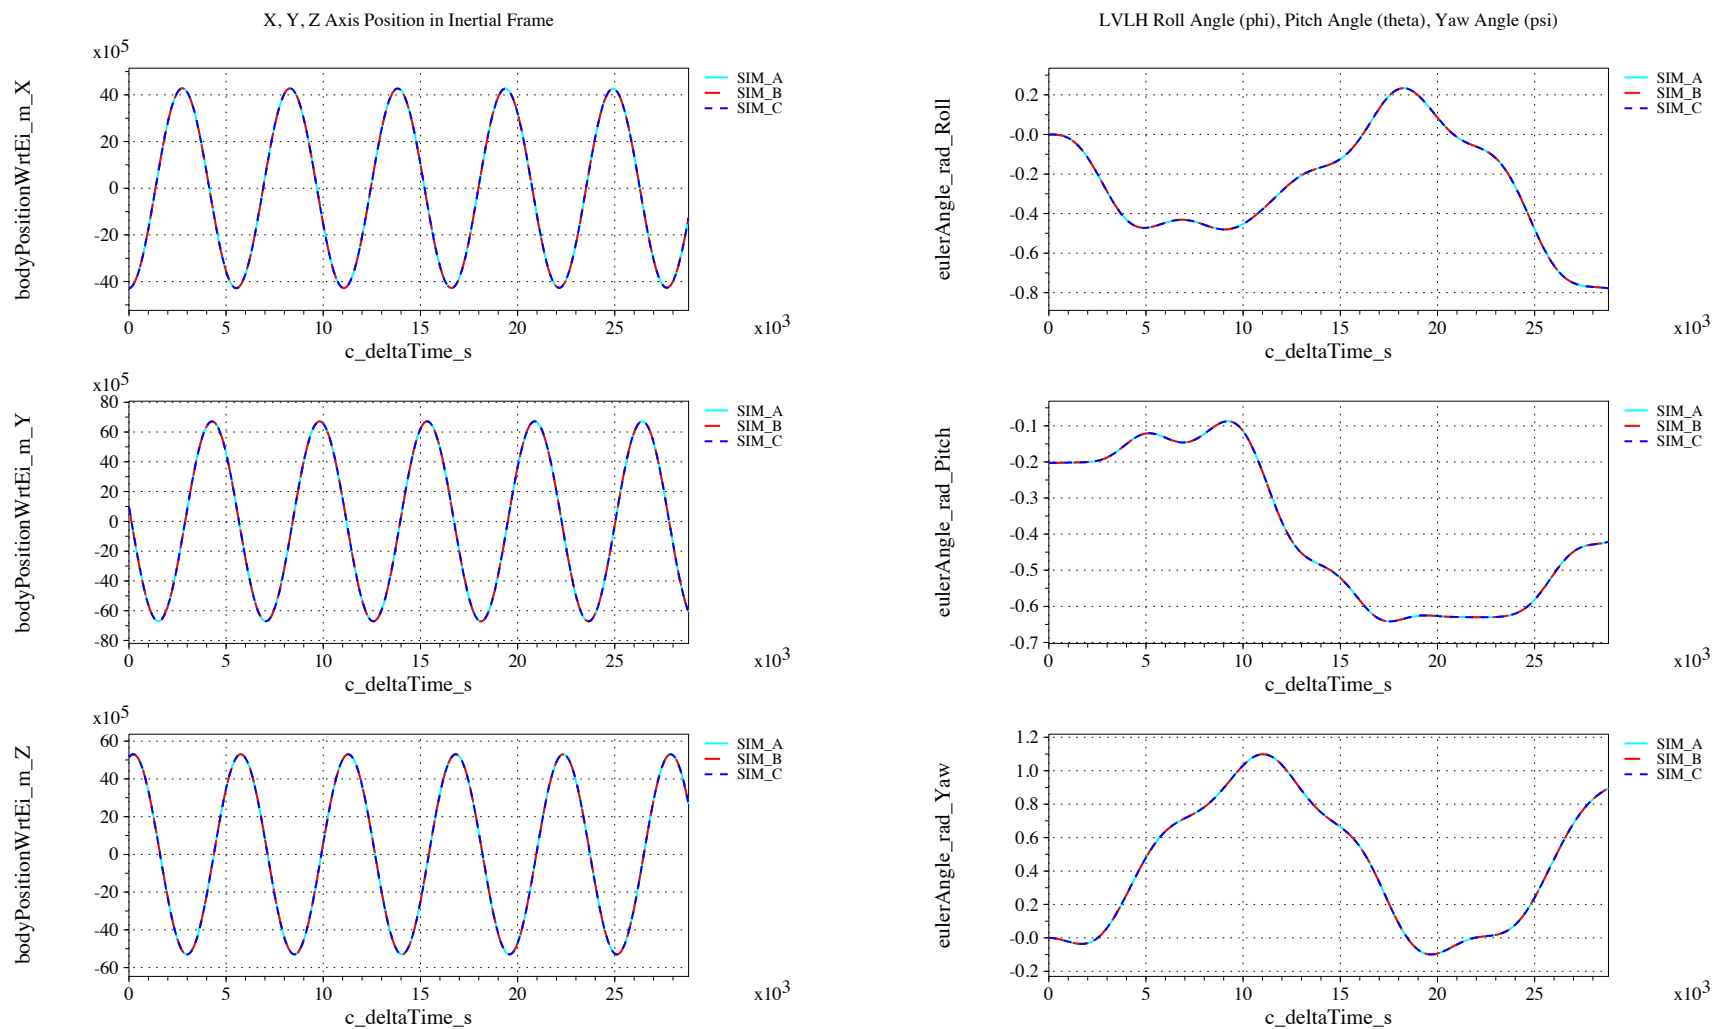 X, Y, Z Axis Position in Inertial Frame
x10^5
bodyPositionWrtEi_m_X
40
20
0
-20
-40
0 5 10 15 20 25
x10^3
c_deltaTime_s
SIM_A
SIM_B
SIM_C
x10^5
bodyPositionWrtEi_m_Y
80
60
40
20
0
-20
-40
-60
-80
0 5 10 15 20 25
x10^3
c_deltaTime_s
SIM_A
SIM_B
SIM_C
x10^5
bodyPositionWrtEi_m_Z
60
40
20
0
-20
-40
-60
0 5 10 15 20 25
x10^3
c_deltaTime_s
SIM_A
SIM_B
SIM_C
LVLH Roll Angle (phi), Pitch Angle (theta), Yaw Angle (psi)
eulerAngle_rad_Roll
0.2
-0.0
-0.2
-0.4
-0.6
-0.8
0 5 10 15 20 25
x10^3
c_deltaTime_s
SIM_A
SIM_B
SIM_C
eulerAngle_rad_Pitch
-0.1
-0.2
-0.3
-0.4
-0.5
-0.6
-0.7
0 5 10 15 20 25
x10^3
c_deltaTime_s
SIM_A
SIM_B
SIM_C
eulerAngle_rad_Yaw
1.2
1.0
0.8
0.6
0.4
0.2
-0.0
-0.2
0 5 10 15 20 25
x10^3
c_deltaTime_s
SIM_A
SIM_B
SIM_C